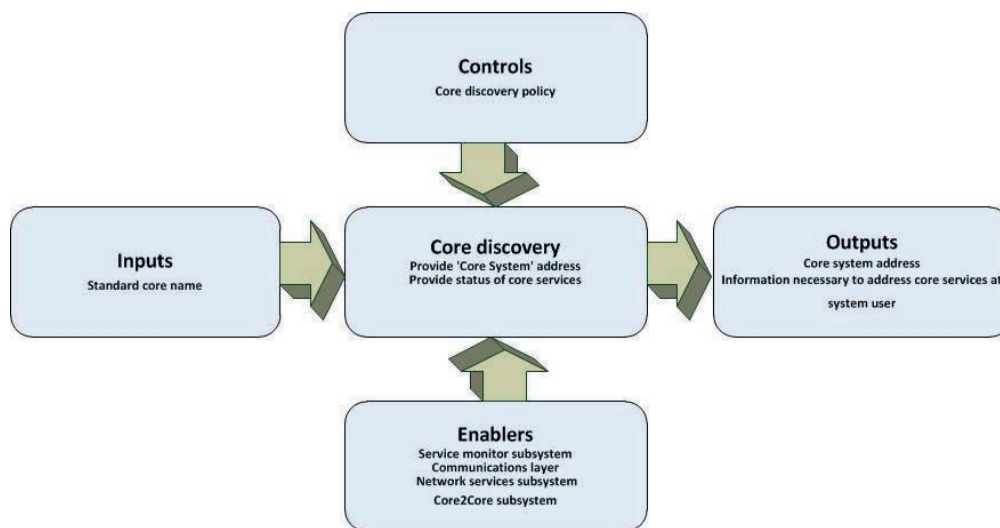 Controls
Core discovery policy
Inputs
Standard core name
Core discovery
Provide 'Core System' address
Provide status of core services
Outputs
Core system address
Information necessary to address core services at
system user
Enablers
Service monitor subsystem
Communications layer
Network services subsystem
Core2Core subsystem